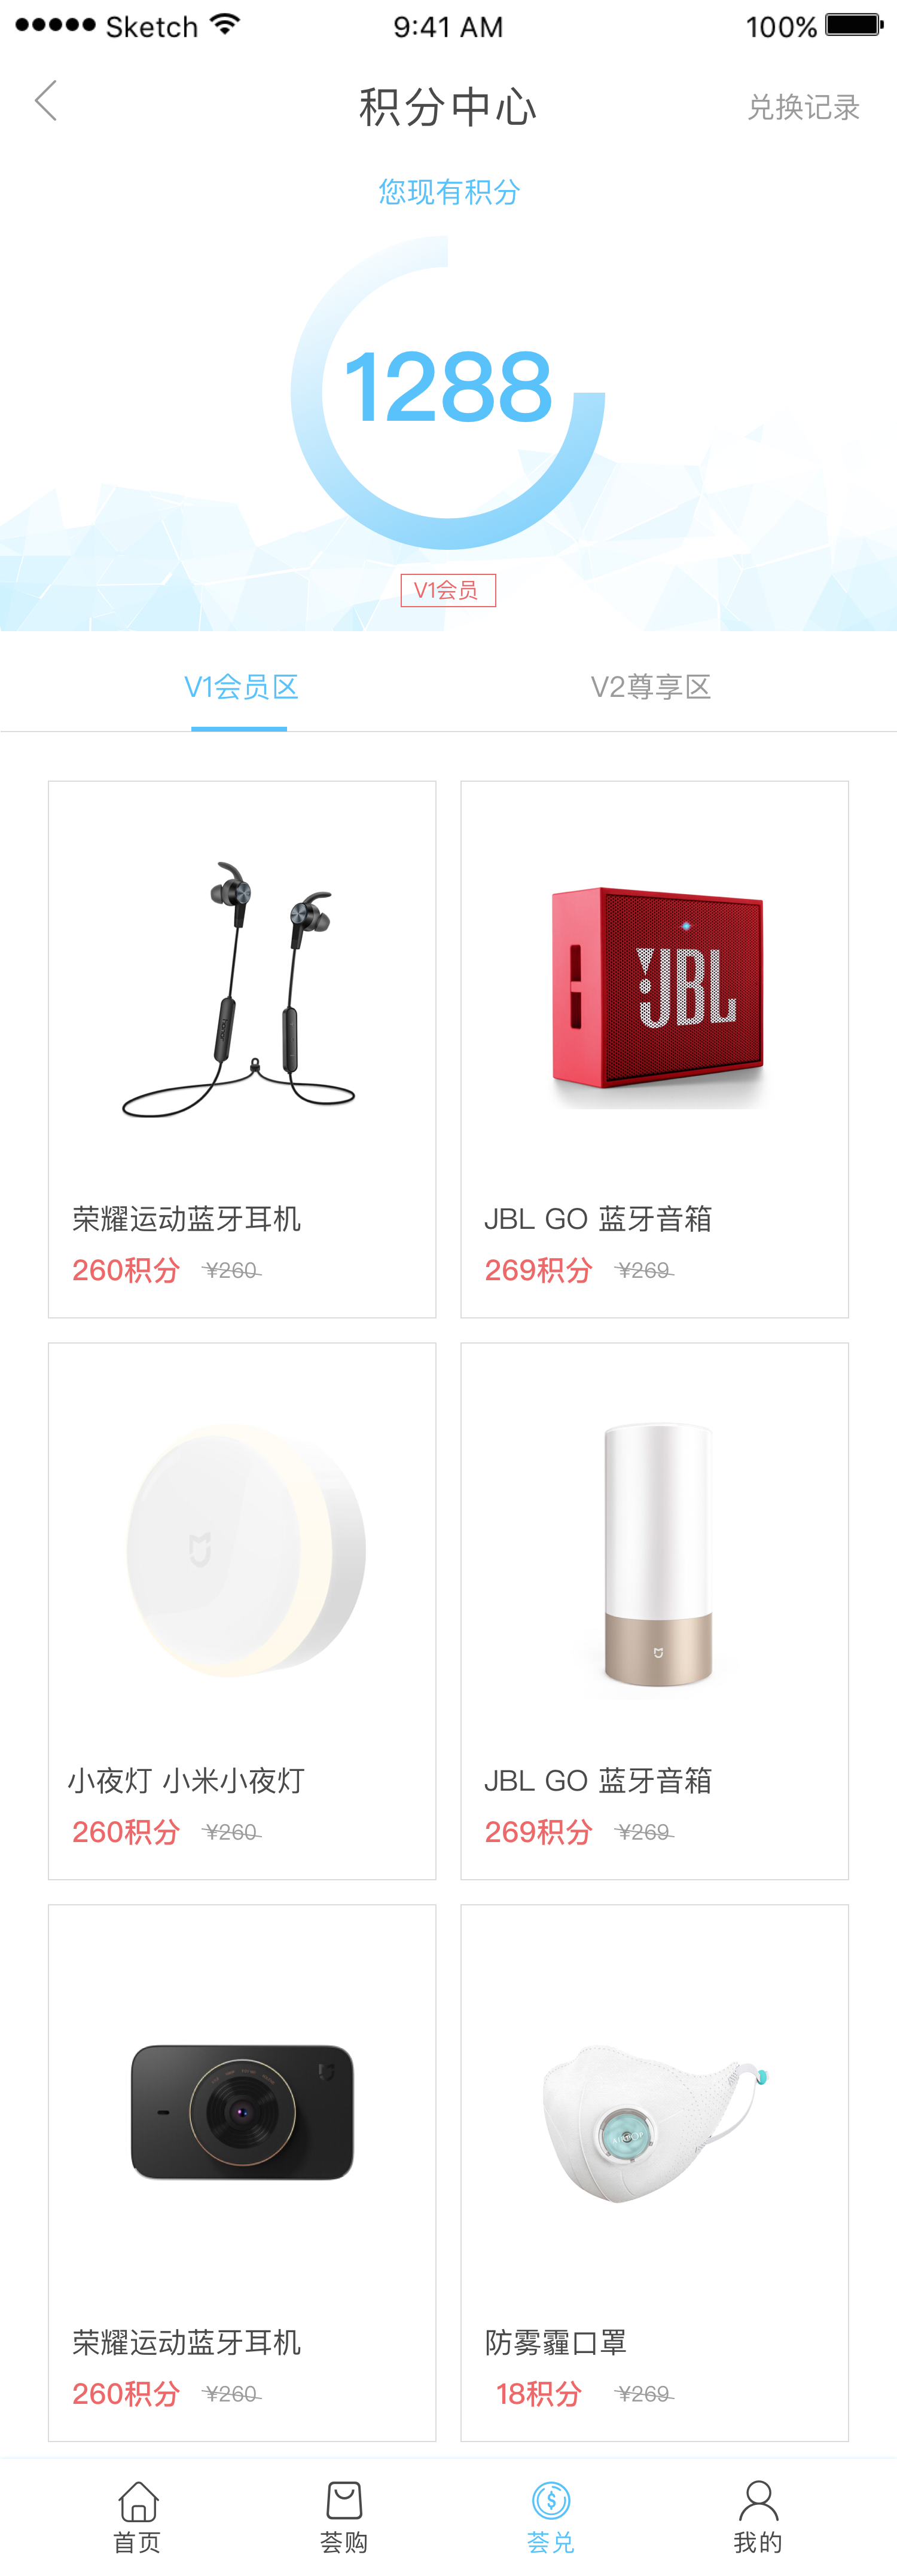 Sketch 9:41 AM 100%
积分中心 兑换记录
您现有积分
1288
V1会员
V1会员区 V2尊享区
honor
JBL
荣耀运动蓝牙耳机 JBL GO 蓝牙音箱
260积分 ¥260 269积分 ¥269
小夜灯 小米小夜灯 JBL GO 蓝牙音箱
260积分 ¥260 269积分 ¥269
荣耀运动蓝牙耳机 防雾霾口罩
260积分 ¥260 18积分 ¥269
首页 荟购 荟兑 我的